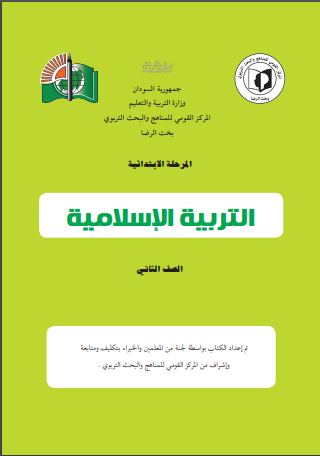 جمهورية السودان
وزارة التربية والتعليم
المركز القومي للمناهج والبحث التربوي
بخت الرضا
المرحلة الابتدائية
التربية الإسلامية
الصف الثاني
تم إعداد الكتاب بواسطة لجنة من المعلمين والخبراء بتكليف ومتابعة
وإشراف من المركز القومي للمناهج والبحث التربوي .